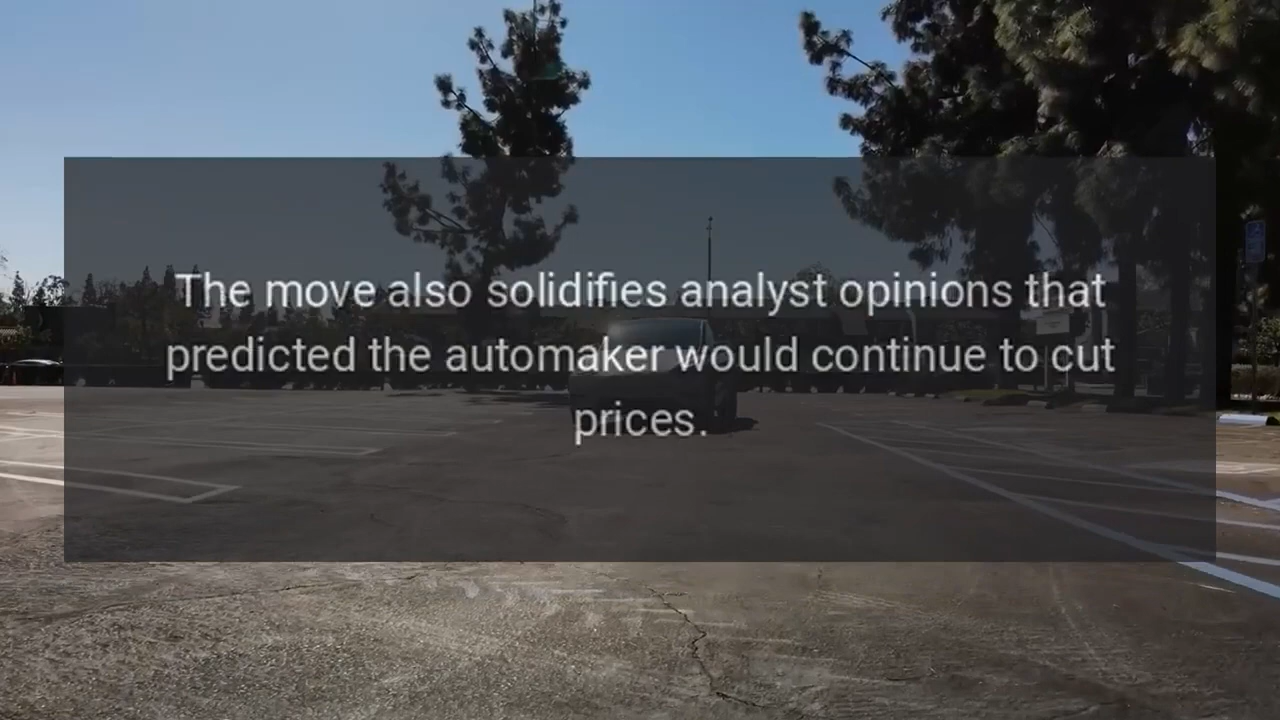 The move also solidifies analyst opinions that
predicted the automaker would continue to cut
prices.